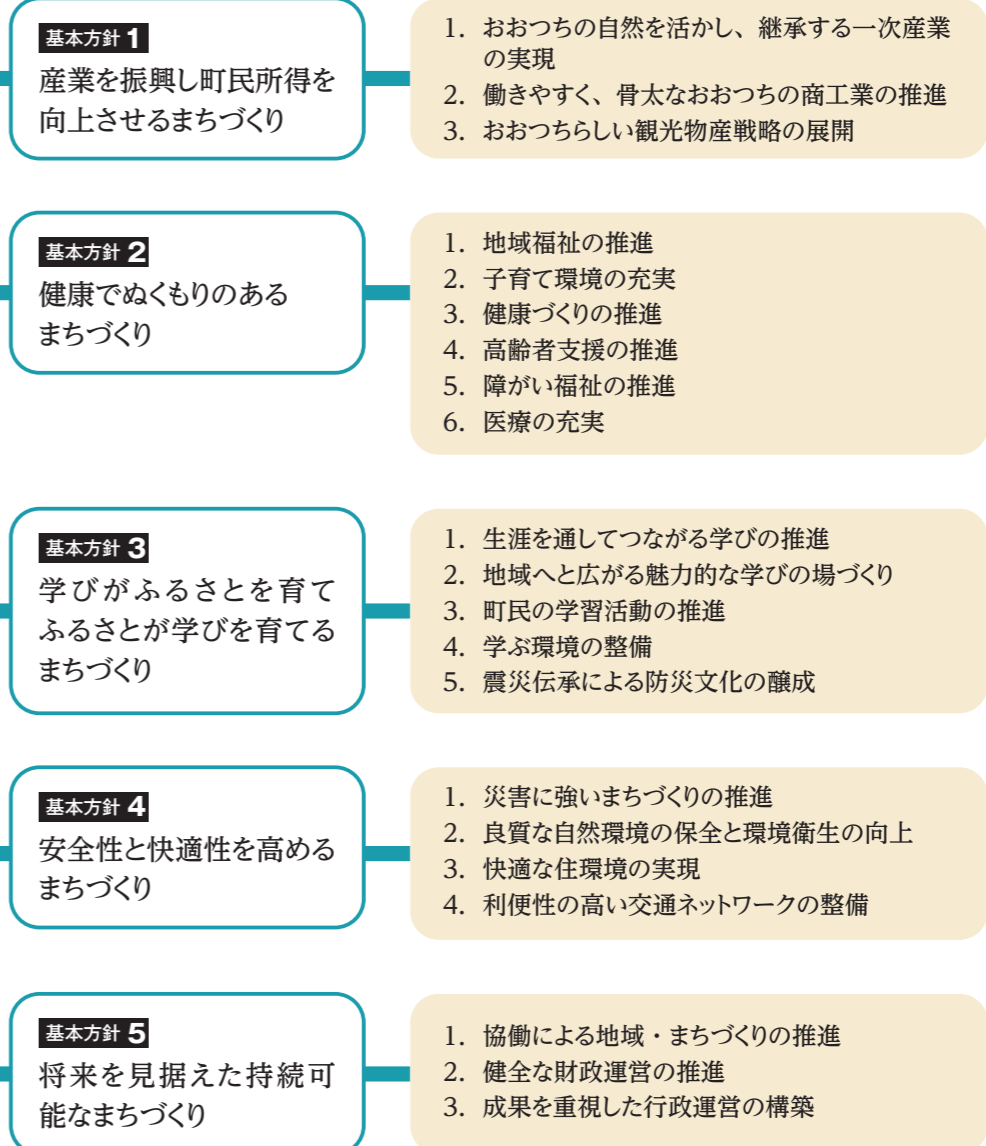 基本方針 1
産業を振興し町民所得を
向上させるまちづくり
1. おおつちの自然を活かし、継承する一次産業
の実現
2. 働きやすく、骨太なおおつちの商工業の推進
3. おおつちらしい観光物産戦略の展開
基本方針 2
健康でぬくもりのある
まちづくり
1. 地域福祉の推進
2. 子育て環境の充実
3. 健康づくりの推進
4. 高齢者支援の推進
5. 障がい福祉の推進
6. 医療の充実
基本方針 3
学びがふるさとを育て
ふるさとが学びを育てる
まちづくり
1. 生涯を通してつながる学びの推進
2. 地域へと広がる魅力的な学びの場づくり
3. 町民の学習活動の推進
4. 学ぶ環境の整備
5. 震災伝承による防災文化の醸成
基本方針 4
安全性と快適性を高める
まちづくり
1. 災害に強いまちづくりの推進
2. 良質な自然環境の保全と環境衛生の向上
3. 快適な住環境の実現
4. 利便性の高い交通ネットワークの整備
基本方針 5
将来を見据えた持続可
能なまちづくり
1. 協働による地域・まちづくりの推進
2. 健全な財政運営の推進
3. 成果を重視した行政運営の構築